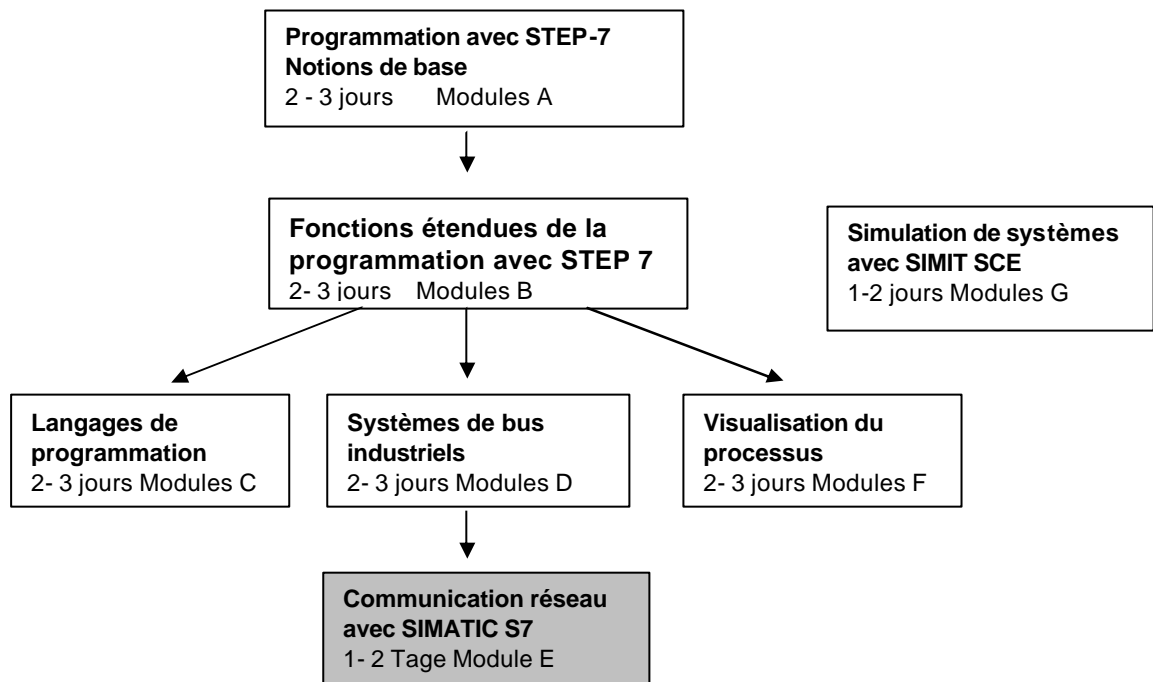 Programmation avec STEP-7
Notions de base
2 - 3 jours Modules A
Fonctions étendues de la
programmation avec STEP 7
2- 3 jours Modules B
Simulation de systèmes
avec SIMIT SCE
1-2 jours Modules G
Langages de
programmation
2- 3 jours Modules C
Systèmes de bus
industriels
2- 3 jours Modules D
Visualisation du
processus
2- 3 jours Modules F
Communication réseau
avec SIMATIC S7
1- 2 Tage Module E